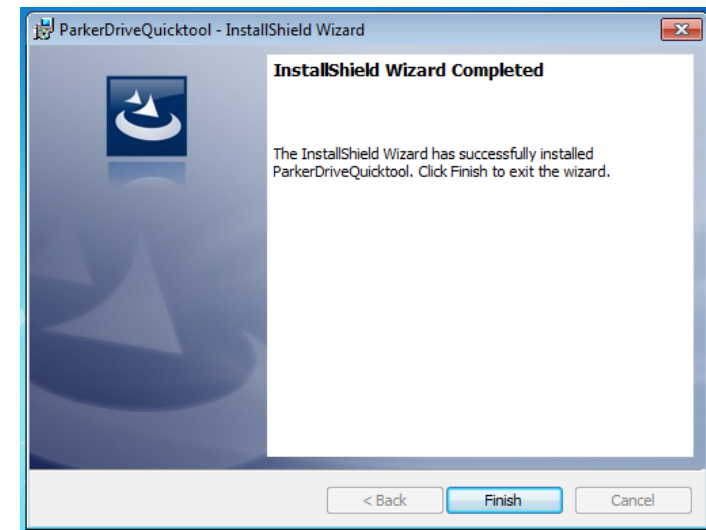 ParkerDriveQuicktool - InstallShield Wizard
InstallShield Wizard Completed
The InstallShield Wizard has successfully installed
ParkerDriveQuicktool. Click Finish to exit the wizard.
< Back
Finish
Cancel